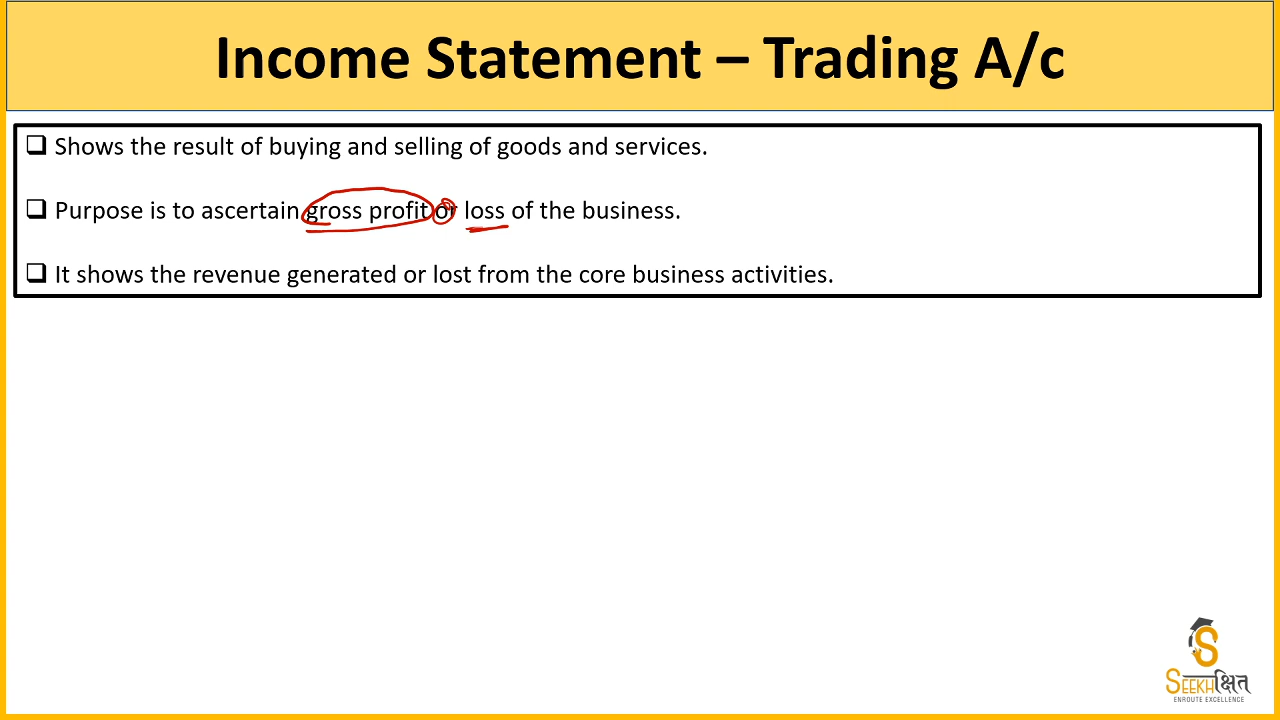 Income Statement – Trading A/c
❑ Shows the result of buying and selling of goods and services.
❑ Purpose is to ascertain gross profit or loss of the business.
❑ It shows the revenue generated or lost from the core business activities.
SEEKHक्षित
ENROUTE EXCELLENCE